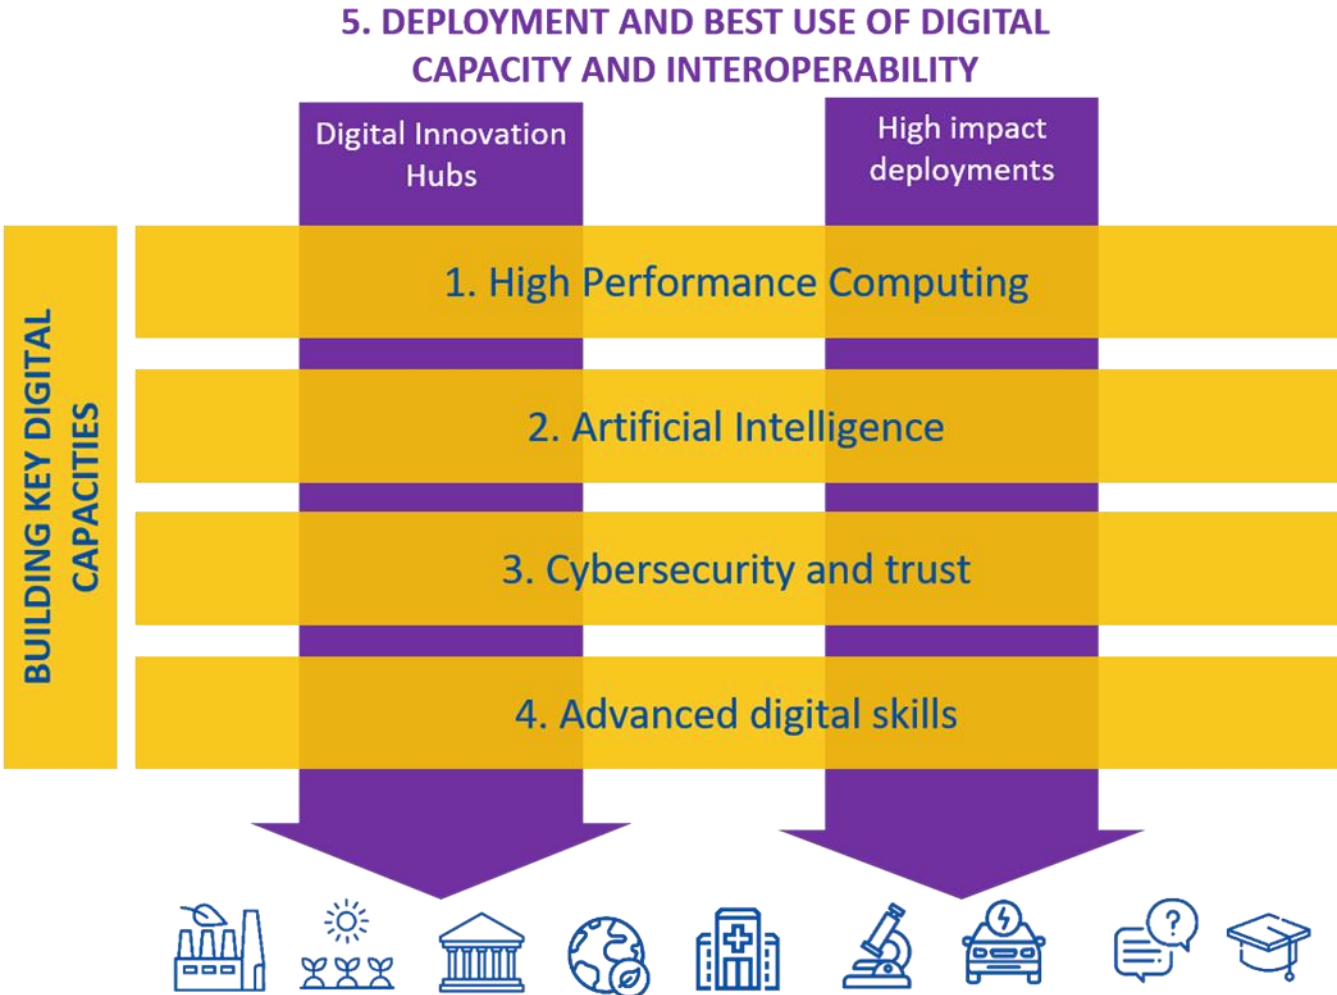 5. DEPLOYMENT AND BEST USE OF DIGITAL
CAPACITY AND INTEROPERABILITY
Digital Innovation
Hubs
High impact
deployments
BUILDING KEY DIGITAL
CAPACITIES
1. High Performance Computing
2. Artificial Intelligence
3. Cybersecurity and trust
4. Advanced digital skills
?